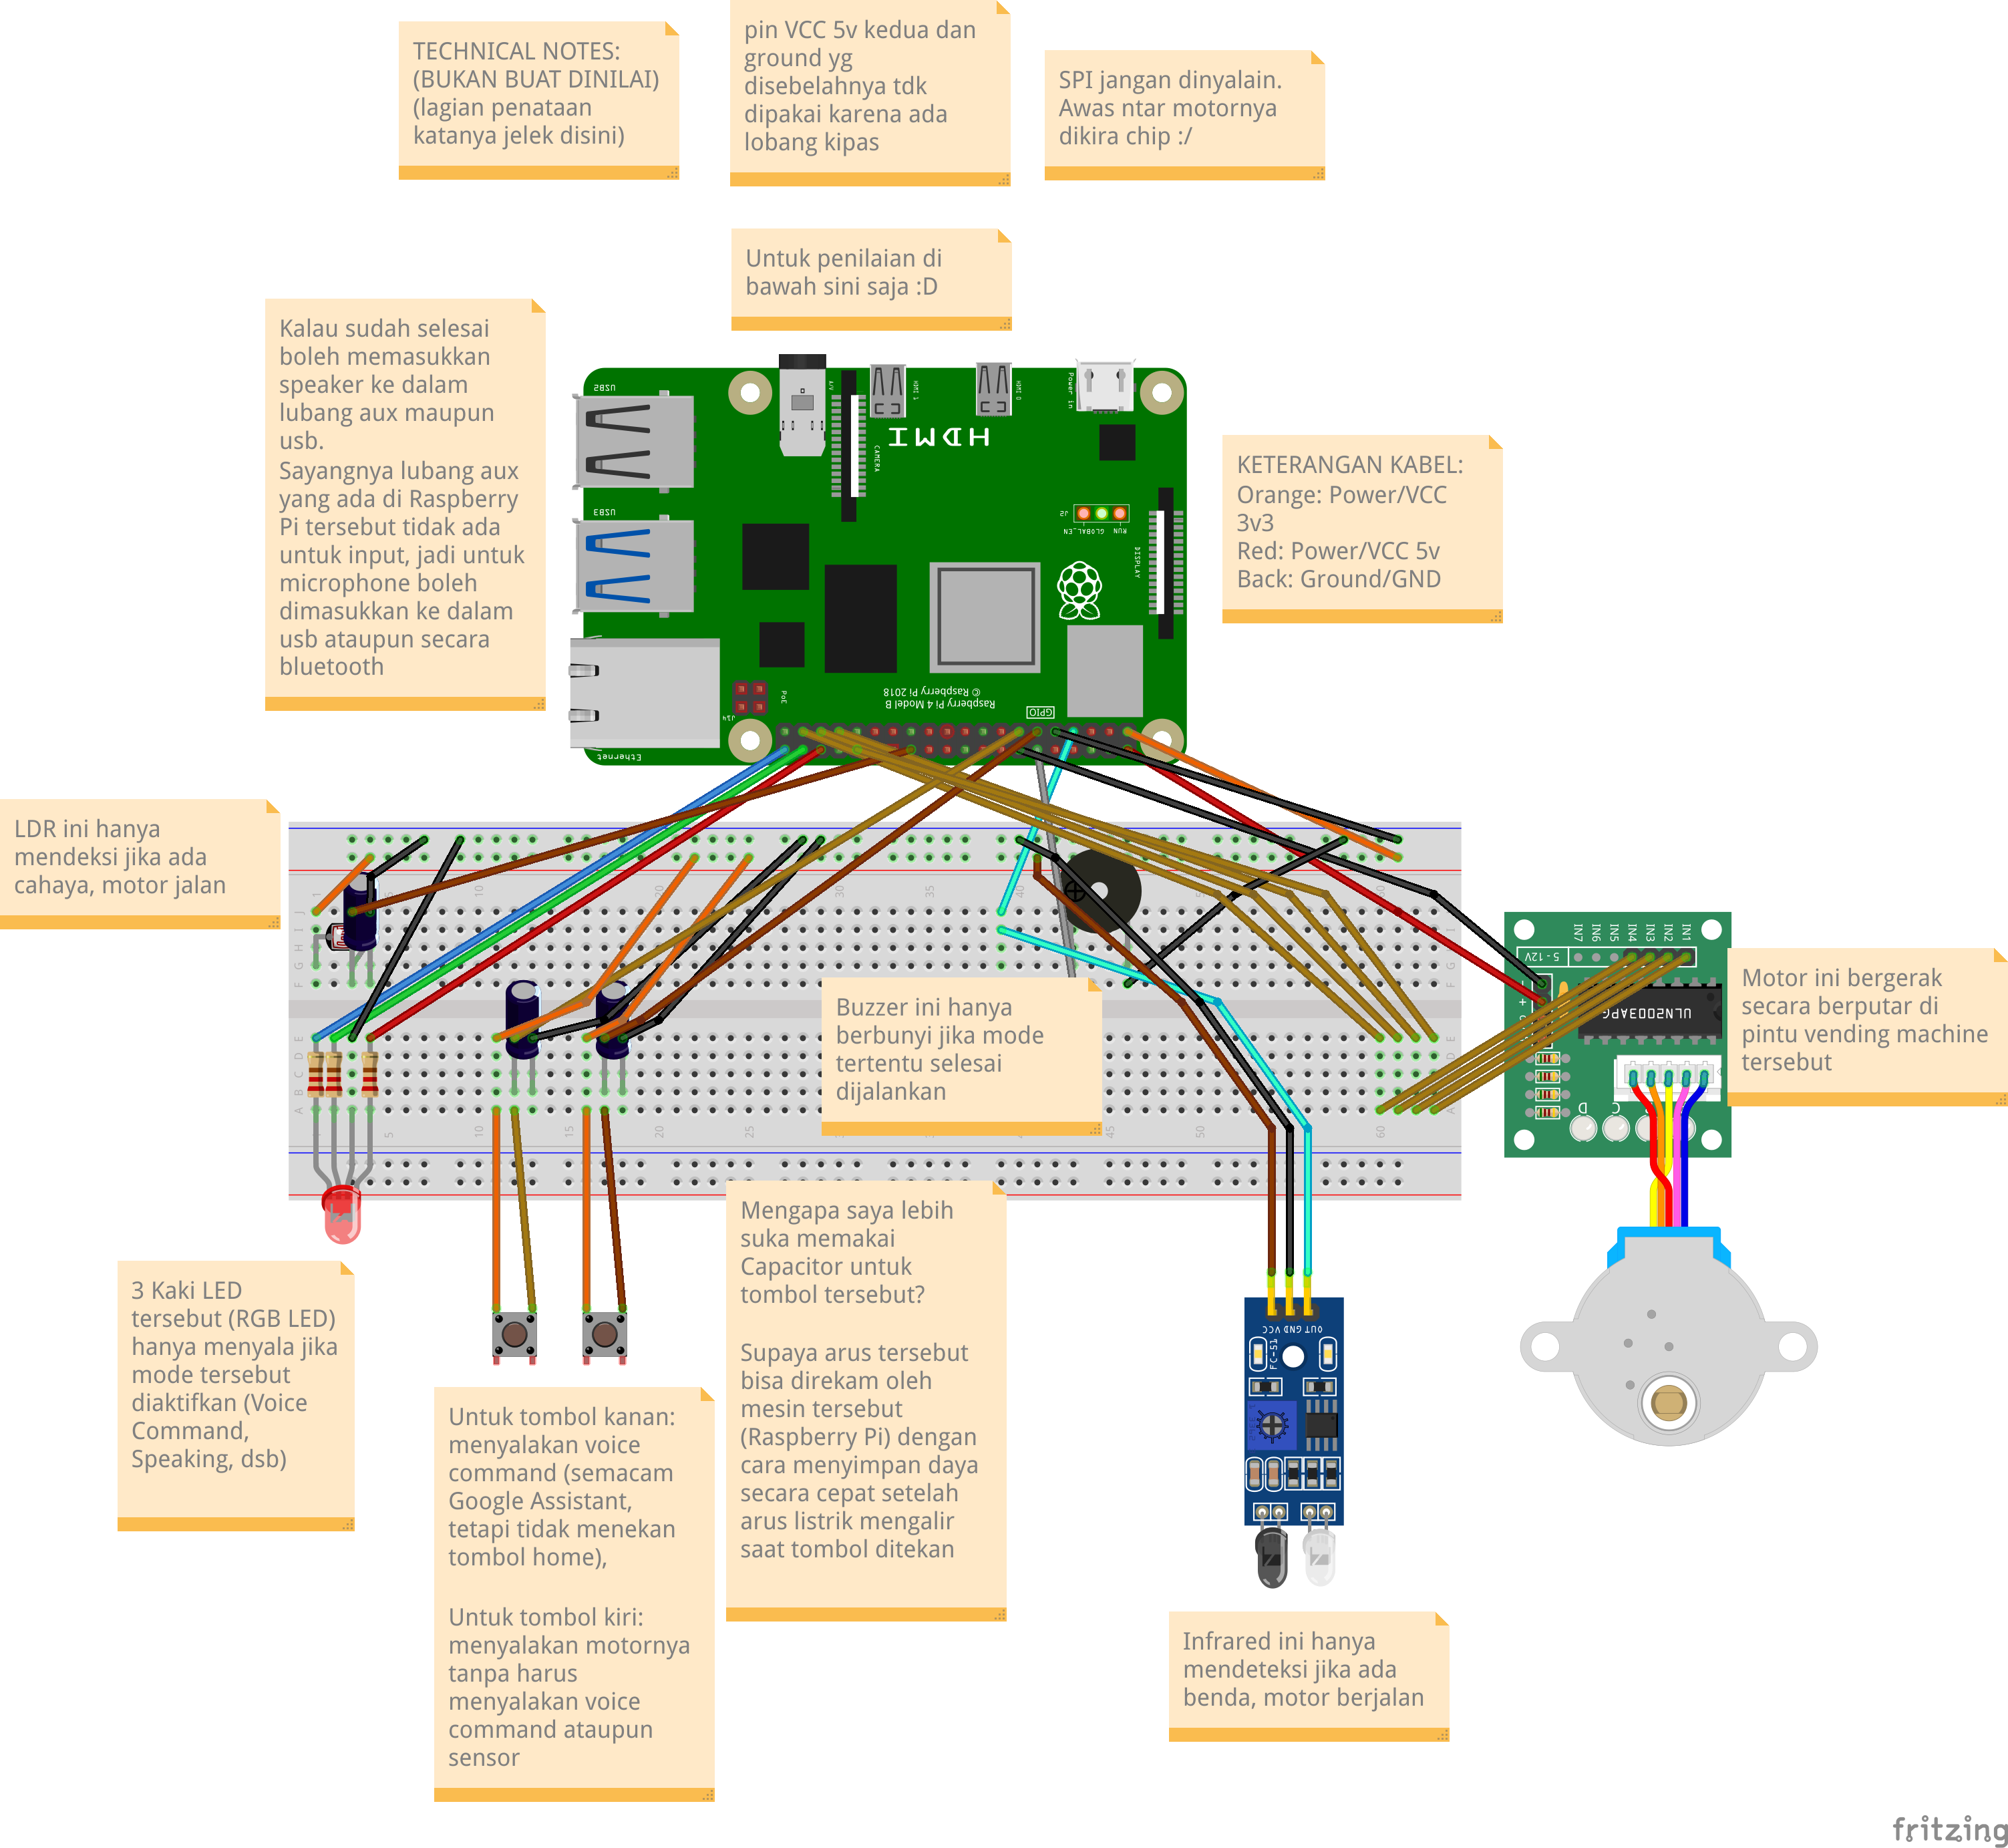 TECHNICAL NOTES:
(BUKAN BUAT DINILAI)
(lagian penataan
katanya jelek disini)
pin VCC 5v kedua dan
ground yg
disebelahnya tdk
dipakai karena ada
lobang kipas
SPI jangan dinyalain.
Awas ntar motornya
dikira chip :/
Untuk penilaian di
bawah sini saja :D
Kalau sudah selesai
boleh memasukkan
speaker ke dalam
lubang aux maupun
usb.
Sayangnya lubang aux
yang ada di Raspberry
Pi tersebut tidak ada
untuk input, jadi untuk
microphone boleh
dimasukkan ke dalam
usb ataupun secara
bluetooth
USB2
A/V
HDMI 1
HDMI 0
Power in
HDMI
CAMERA
USB3
J2
GLOBAL_EN
RUN
DISPLAY
KETERANGAN KABEL:
Orange: Power/VCC
3v3
Red: Power/VCC 5v
Back: Ground/GND
PoE
J14
Raspberry Pi 4 Model B
© Raspberry Pi 2018
GPIO
Ethernet
LDR ini hanya
mendeksi jika ada
cahaya, motor jalan
Buzzer ini hanya
berbunyi jika mode
tertentu selesai
dijalankan
IN7
IN6
IN5
IN4
IN3
IN2
IN1
5 - 12V
ULN2003APG
D
C
Motor ini bergerak
secara berputar di
pintu vending machine
tersebut
3 Kaki LED
tersebut (RGB LED)
hanya menyala jika
mode tersebut
diaktifkan (Voice
Command,
Speaking, dsb)
Untuk tombol kanan:
menyalakan voice
command (semacam
Google Assistant,
tetapi tidak menekan
tombol home),
Untuk tombol kiri:
menyalakan motornya
tanpa harus
menyalakan voice
command ataupun
sensor
Mengapa saya lebih
suka memakai
Capacitor untuk
tombol tersebut?
Supaya arus tersebut
bisa direkam oleh
mesin tersebut
(Raspberry Pi) dengan
cara menyimpan daya
secara cepat setelah
arus listrik mengalir
saat tombol ditekan
OUT GND VCC
FC-51
Infrared ini hanya
mendeteksi jika ada
benda, motor berjalan
fritzing